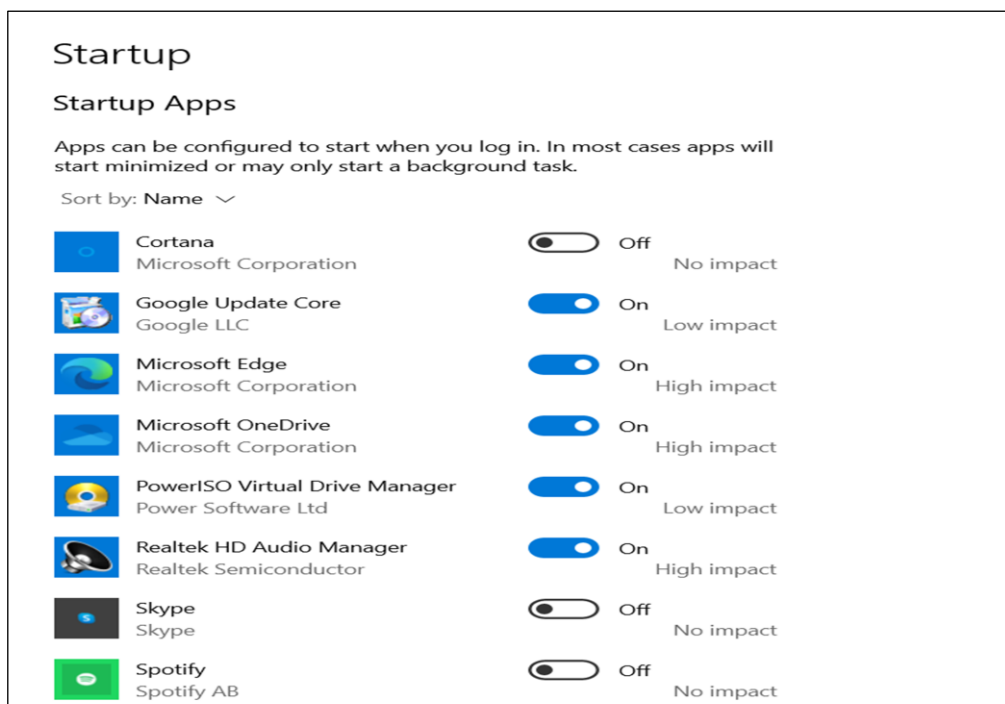 Startup
Startup Apps
Apps can be configured to start when you log in. In most cases apps will
start minimized or may only start a background task.
Sort by: Name
Cortana Off
Microsoft Corporation No impact
Google Update Core On
Google LLC Low impact
Microsoft Edge On
Microsoft Corporation High impact
Microsoft OneDrive On
Microsoft Corporation High impact
PowerISO Virtual Drive Manager On
Power Software Ltd Low impact
Realtek HD Audio Manager On
Realtek Semiconductor High impact
Skype Off
Skype No impact
Spotify Off
Spotify AB No impact